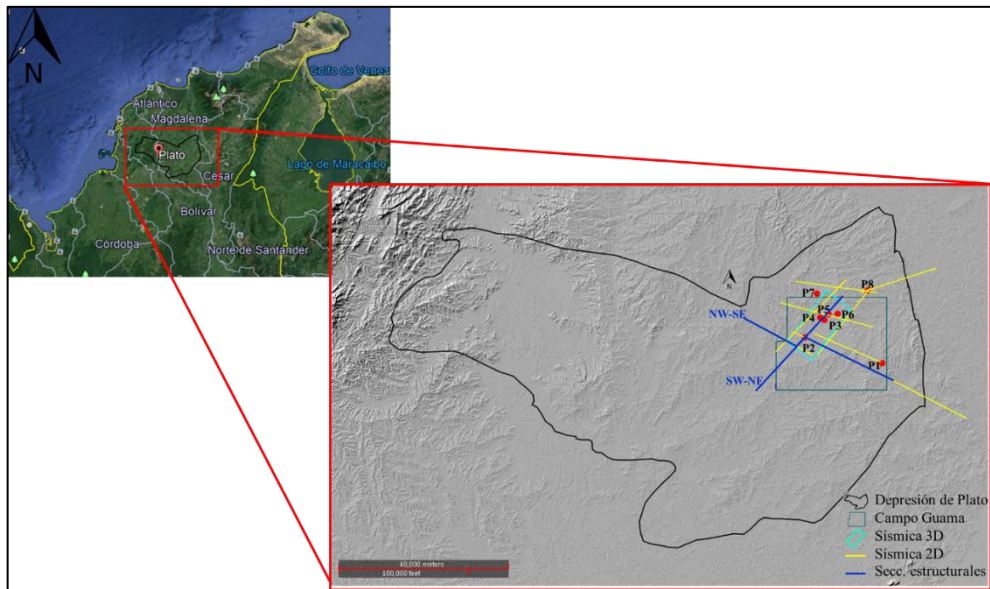 N
Golfo de Venez
Atlántico
Magdalena
Plato
Lago de Maracaibo
Cesar
Bolívar
Córdoba
Norte de Santander
N
P8
P7
NW-SE
P5
P6
P4
P3
P2
P1
SW-NE
Depresión de Plato
Campo Guama
Sísmica 3D
Sísmica 2D
Secc. estructurales
40,000 meters
100,000 feet